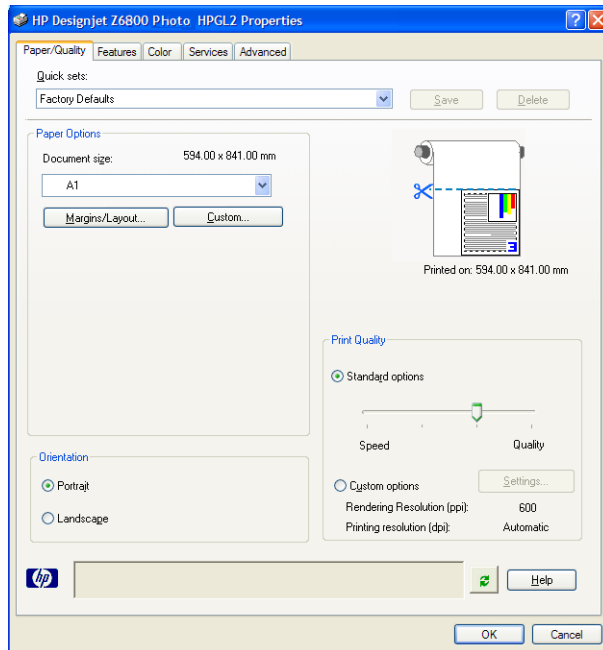 HP Designjet Z6800 Photo HPGL2 Properties
Paper/Quality Features Color Services Advanced
Quick sets:
Factory Defaults Save Delete
Paper Options
Document size: 594.00 x 841.00 mm
A1
Margins/Layout... Custom...
3
Printed on: 594.00 x 841.00 mm
Print Quality
Standard options
Speed Quality
Custom options Settings...
Rendering Resolution (ppi): 600
Printing resolution (dpi): Automatic
Orientation
Portrait
Landscape
hp Help
OK Cancel